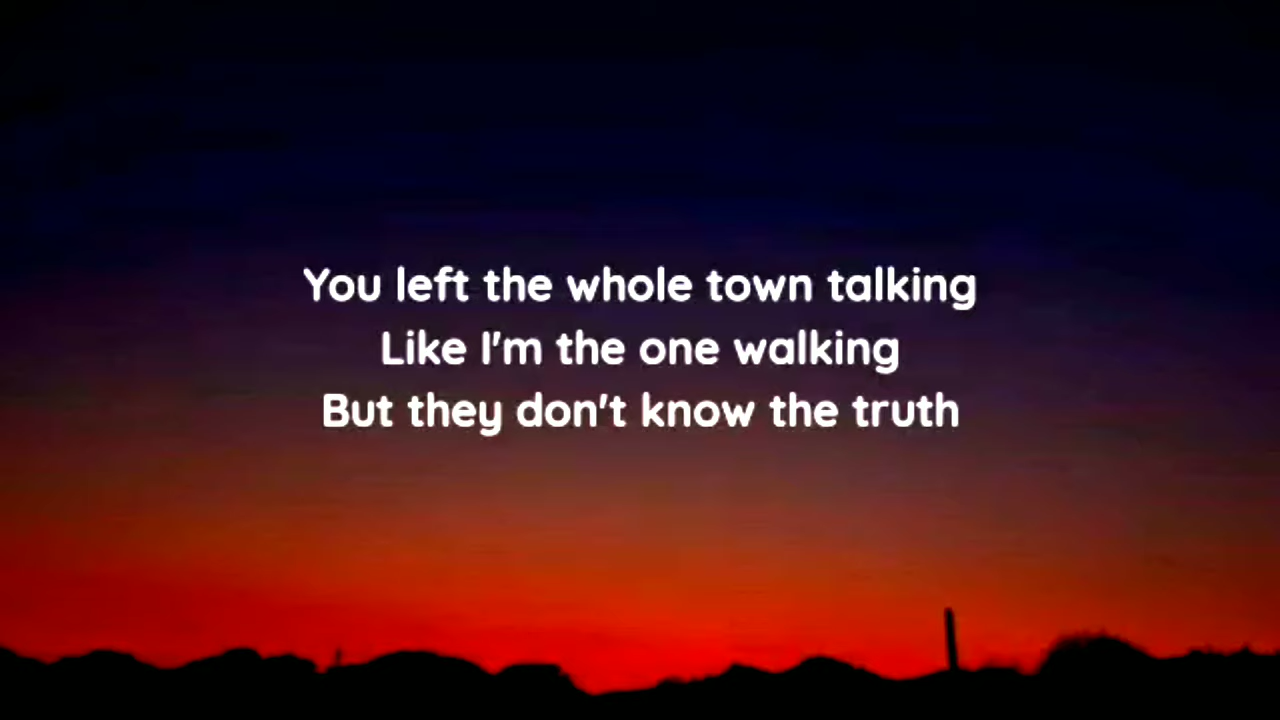 You left the whole town talking
Like I'm the one walking
But they don't know the truth